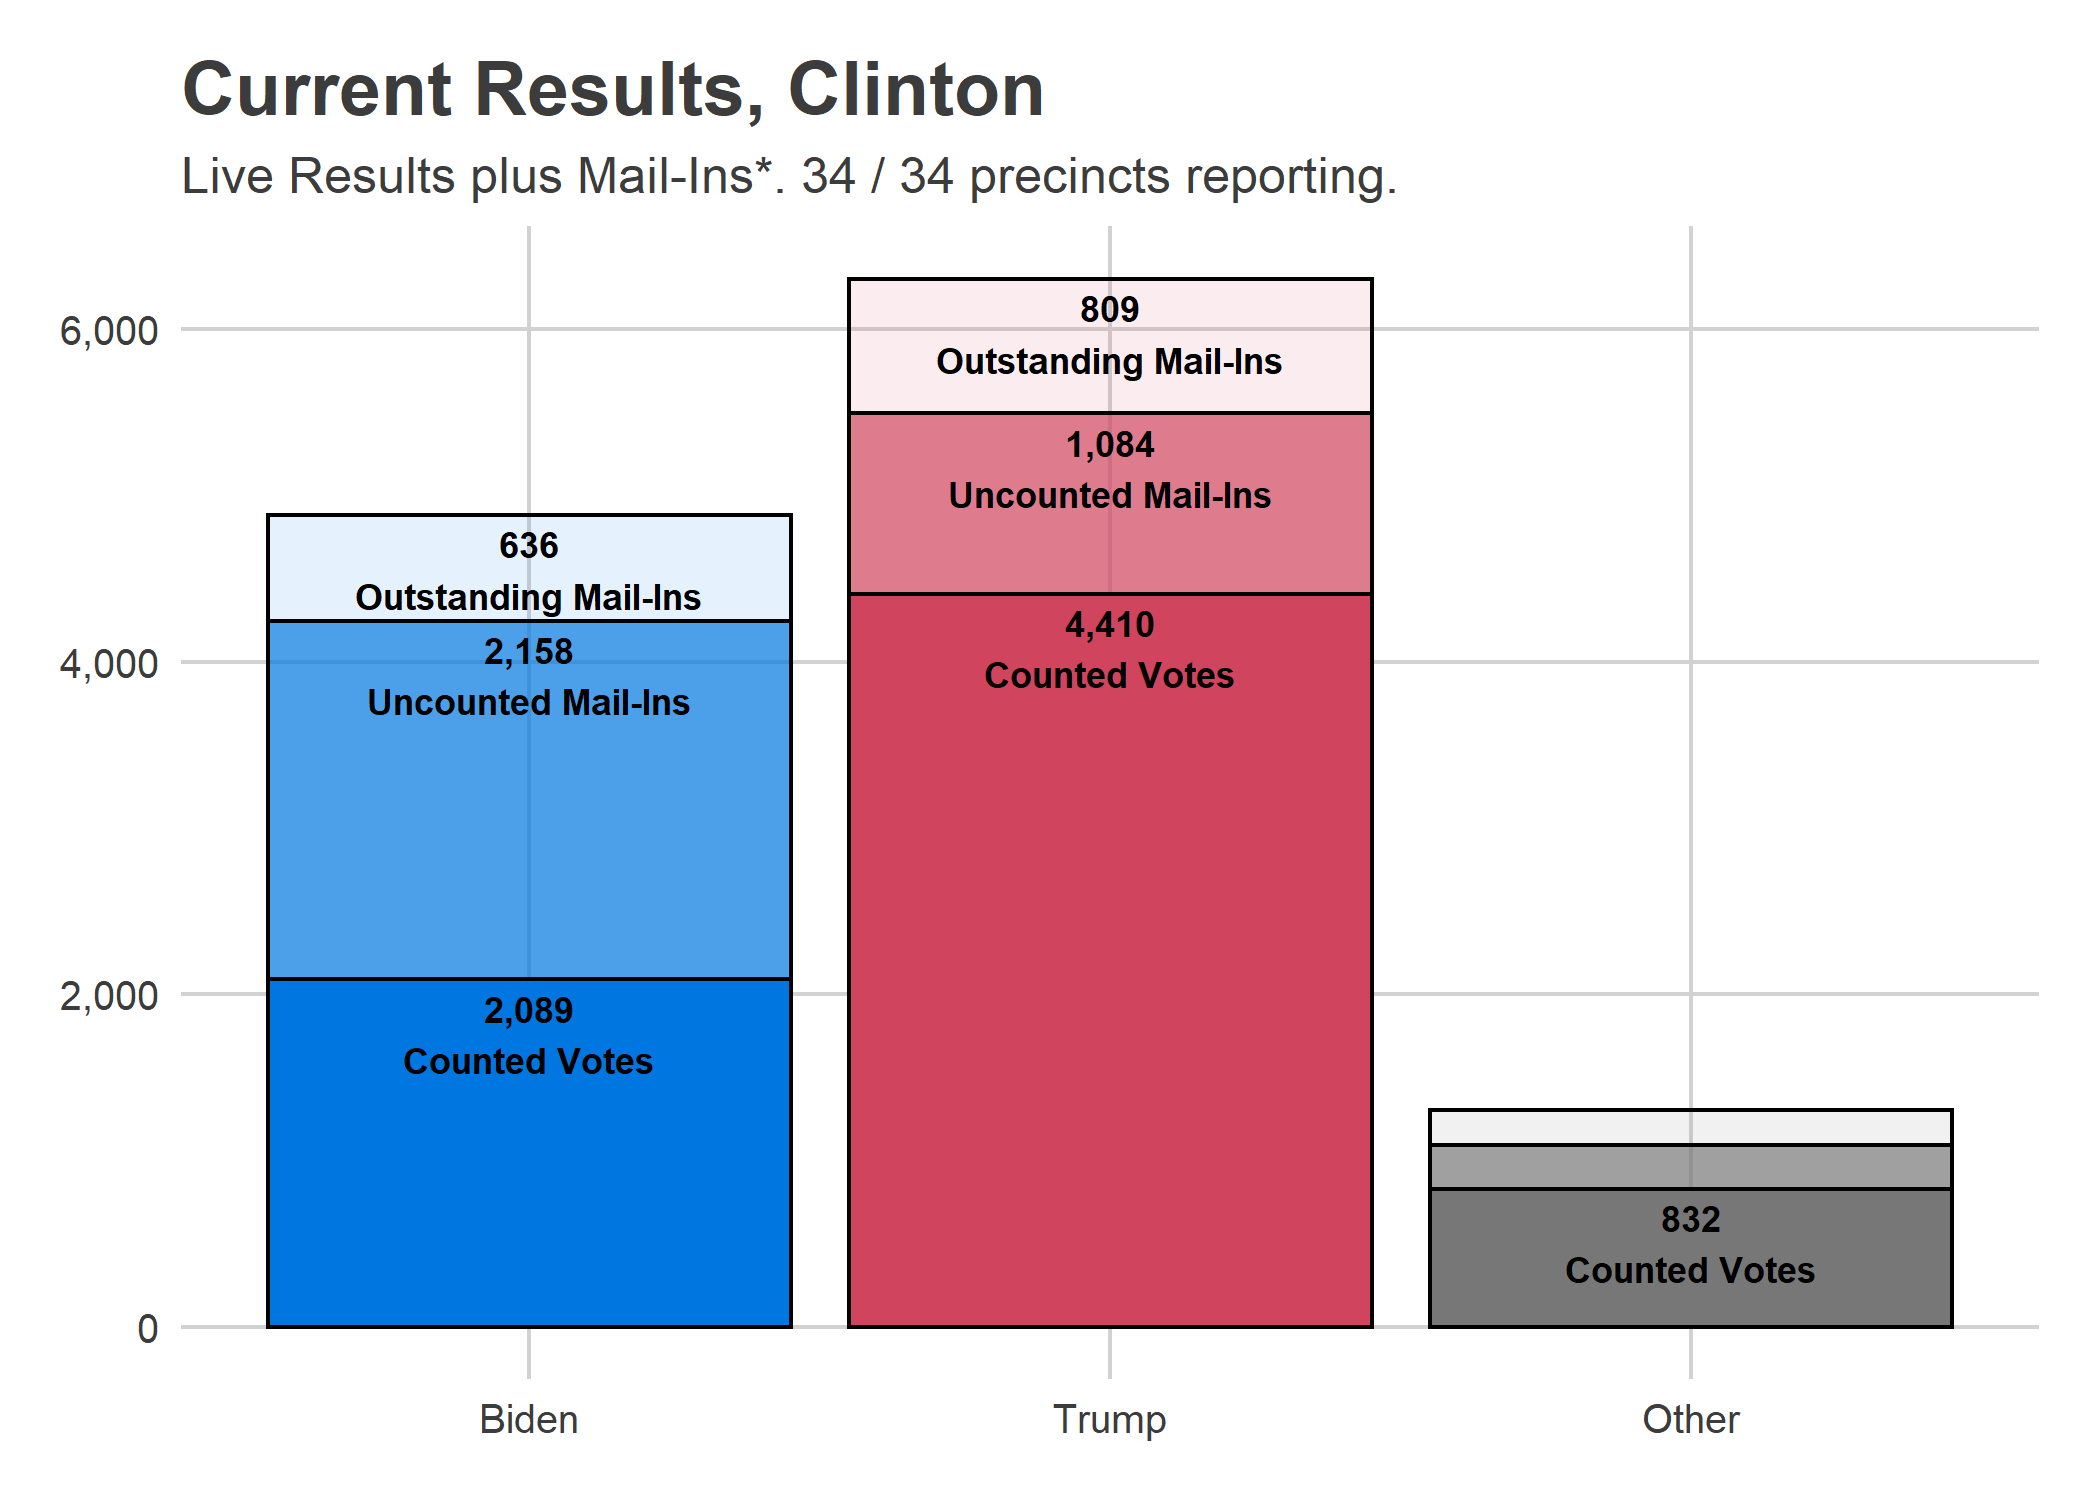 Current Results, Clinton
Live Results plus Mail-Ins*. 34 / 34 precincts reporting.
6,000
4,000
2,000
0
636
Outstanding Mail-Ins
2,158
Uncounted Mail-Ins
2,089
Counted Votes
809
Outstanding Mail-Ins
1,084
Uncounted Mail-Ins
4,410
Counted Votes
832
Counted Votes
Biden
Trump
Other